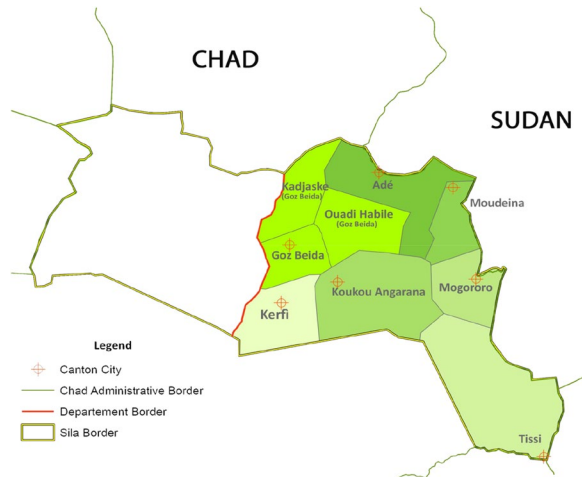 CHAD
SUDAN
Kadjaske
(Goz Beida)
Adé
Moudeina
Ouadi Habile
(Goz Beida)
Goz Beida
Koukou Angarana
Mogororo
Kerfi
Tissi
Legend
Canton City
Chad Administrative Border
Departement Border
Sila Border